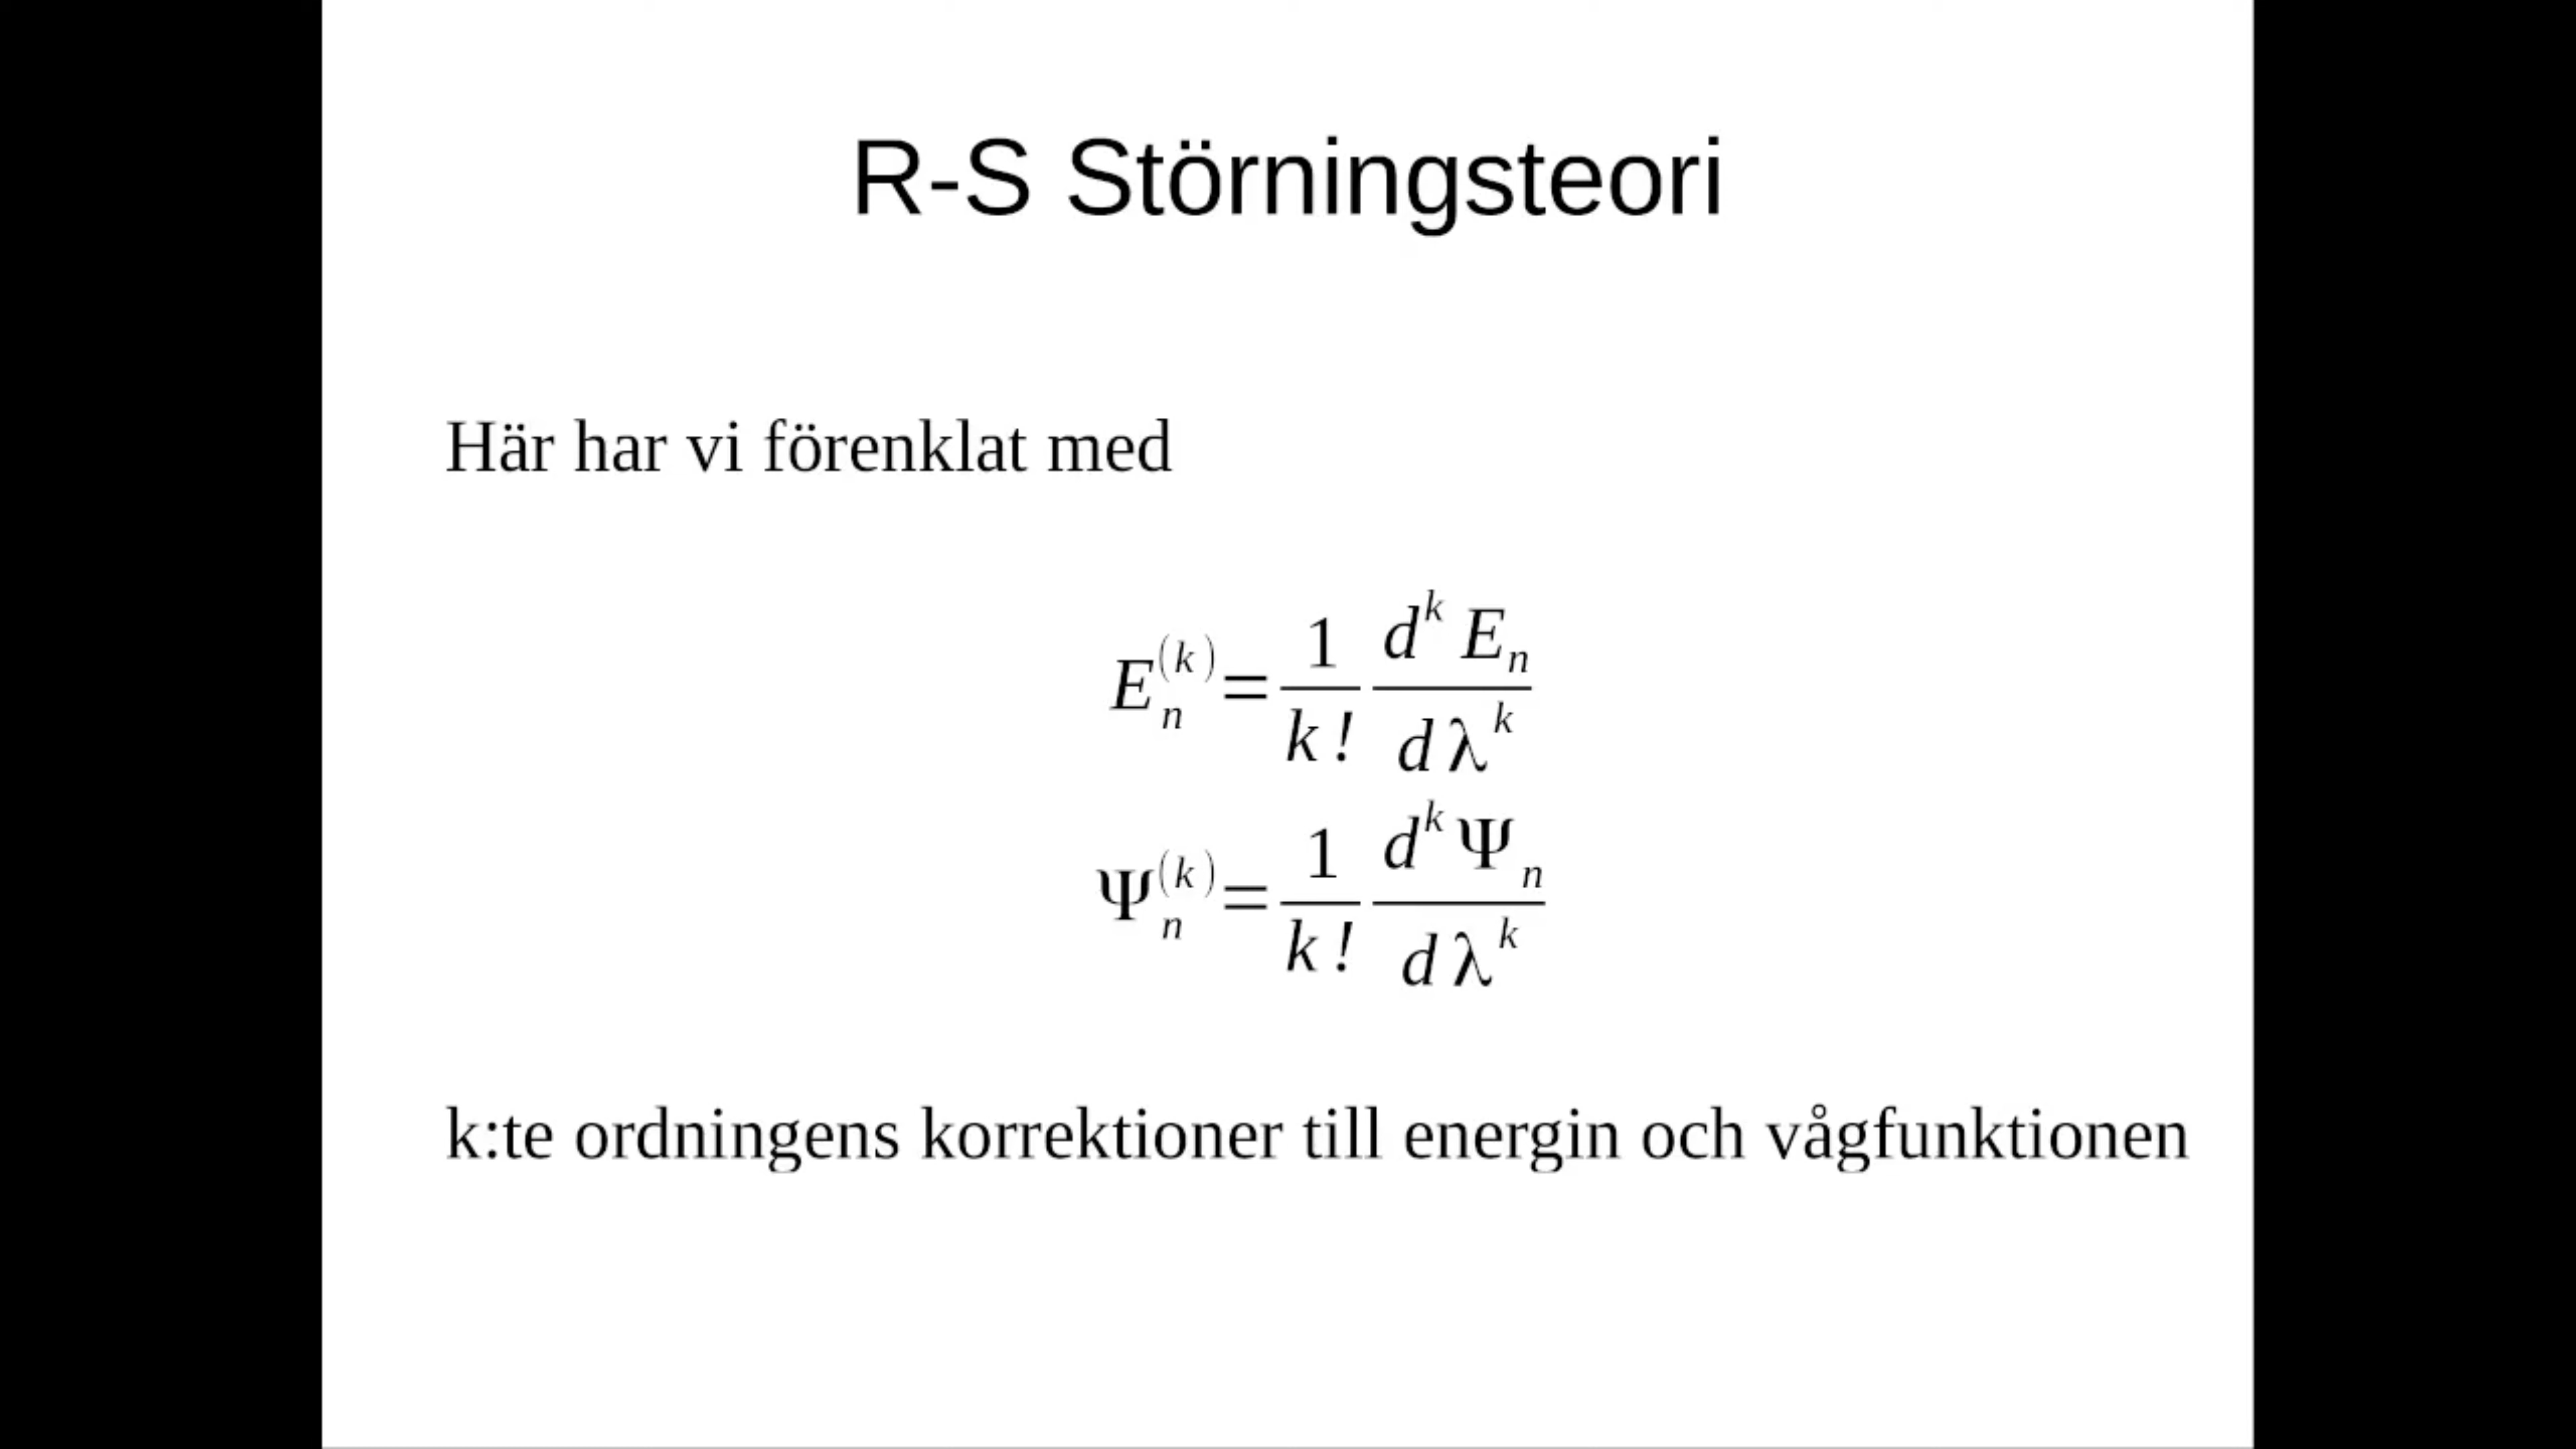 R-S Störningsteori
Här har vi förenklat med
$E_n^{(k)} = \frac{1}{k!} \frac{d^k E_n}{d \lambda^k}$
$\Psi_n^{(k)} = \frac{1}{k!} \frac{d^k \Psi_n}{d \lambda^k}$
k:te ordningens korrektioner till energin och vågfunktionen